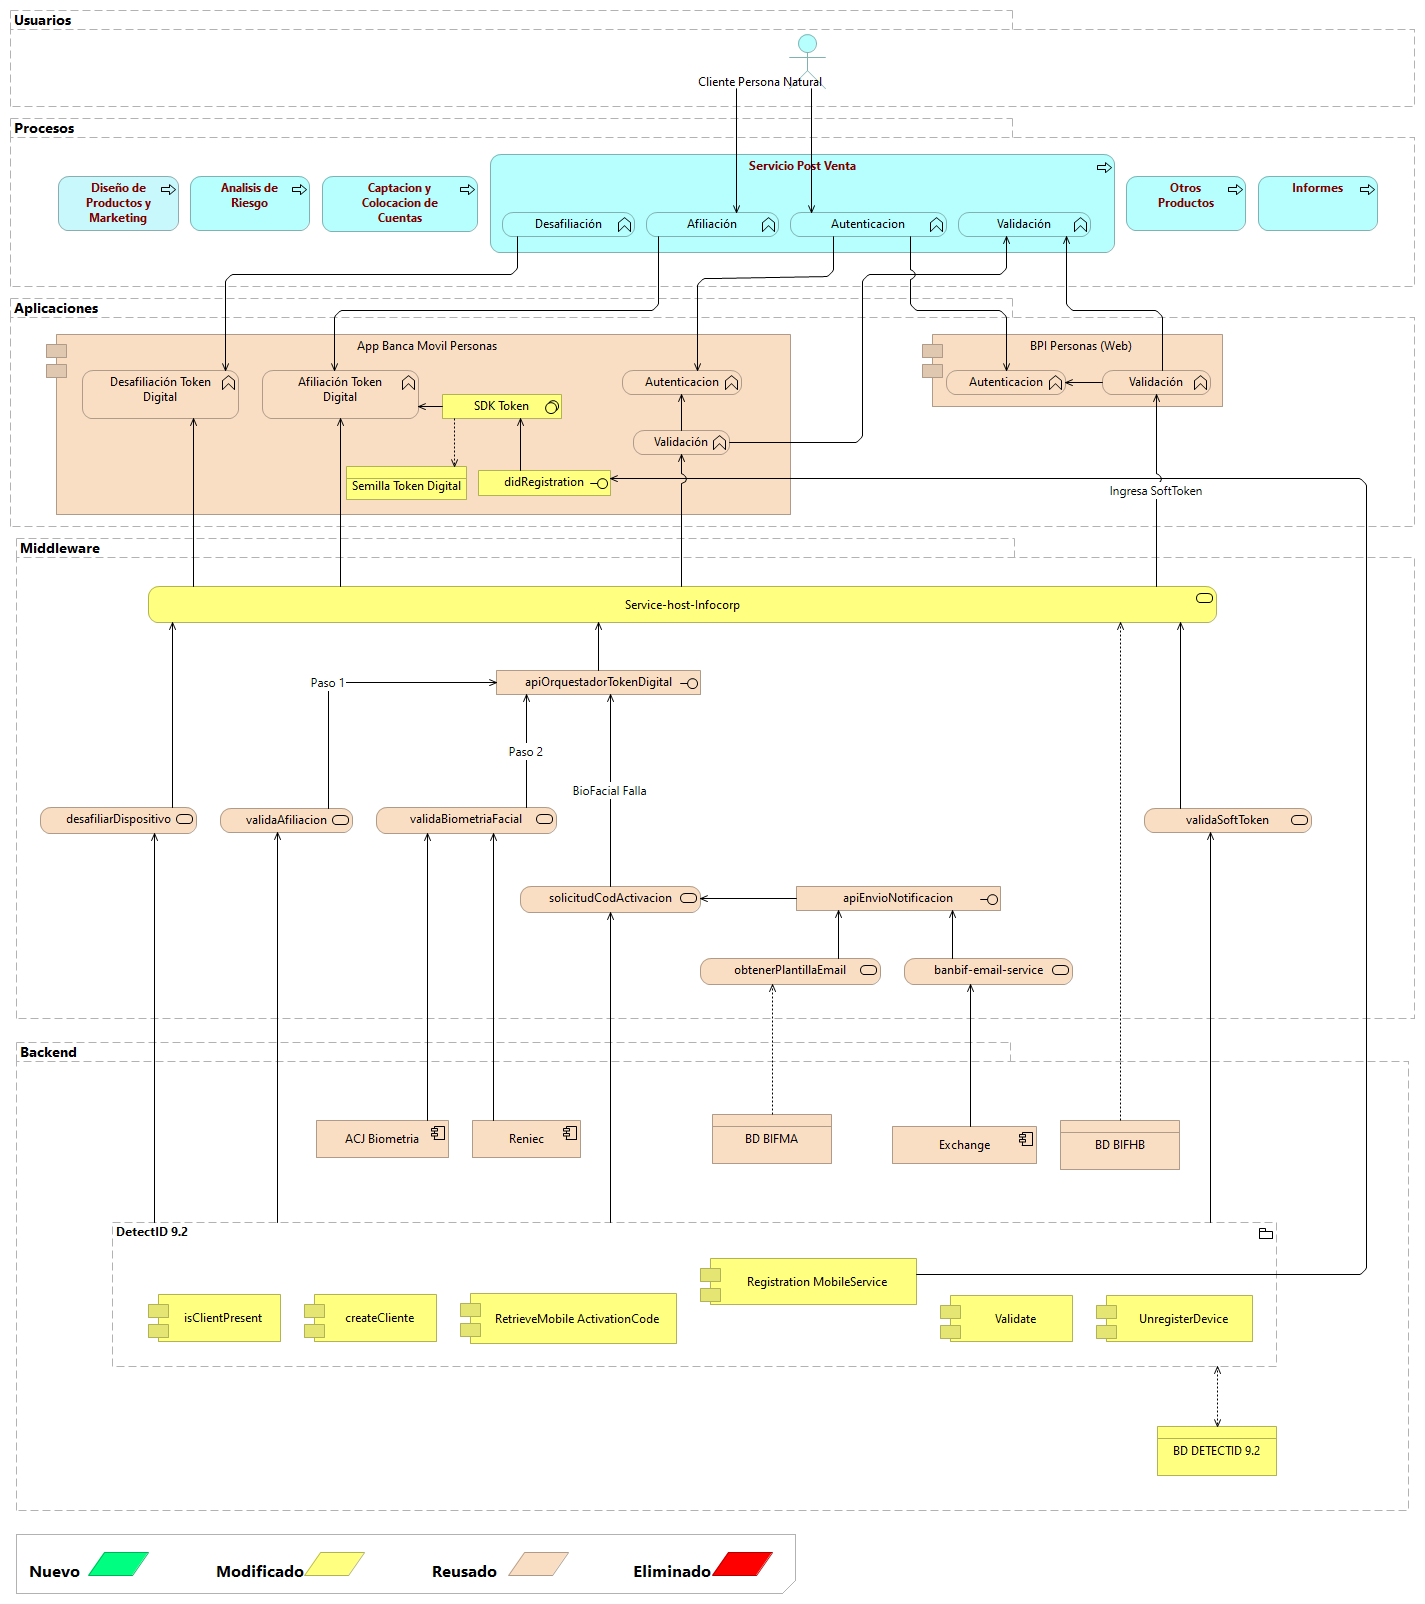 Usuarios
Cliente Persona Natural
Procesos
Diseño de
Productos y
Marketing
Analisis de
Riesgo
Captacion y
Colocacion de
Cuentas
Servicio Post Venta
Desafiliación
Afiliación
Autenticacion
Validación
Otros
Productos
Informes
Aplicaciones
App Banca Movil Personas
Desafiliación Token
Digital
Afiliación Token
Digital
SDK Token
Semilla Token Digital
didRegistration
Autenticacion
Validación
BPI Personas (Web)
Autenticacion
Validación
Ingresa SoftToken
Middleware
Service-host-Infocorp
Paso 1
apiOrquestadorTokenDigital
Paso 2
BioFacial Falla
desafiliarDispositivo
validaAfiliacion
validaBiometriaFacial
validaSoftToken
solicitudCodActivacion
apiEnvioNotificacion
obtenerPlantillaEmail
banbif-email-service
Backend
ACJ Biometria
Reniec
BD BIFMA
Exchange
BD BIFHB
DetectID 9.2
isClientPresent
createCliente
RetrieveMobile ActivationCode
Registration MobileService
Validate
UnregisterDevice
BD DETECTID 9.2
Nuevo
Modificado
Reusado
Eliminado